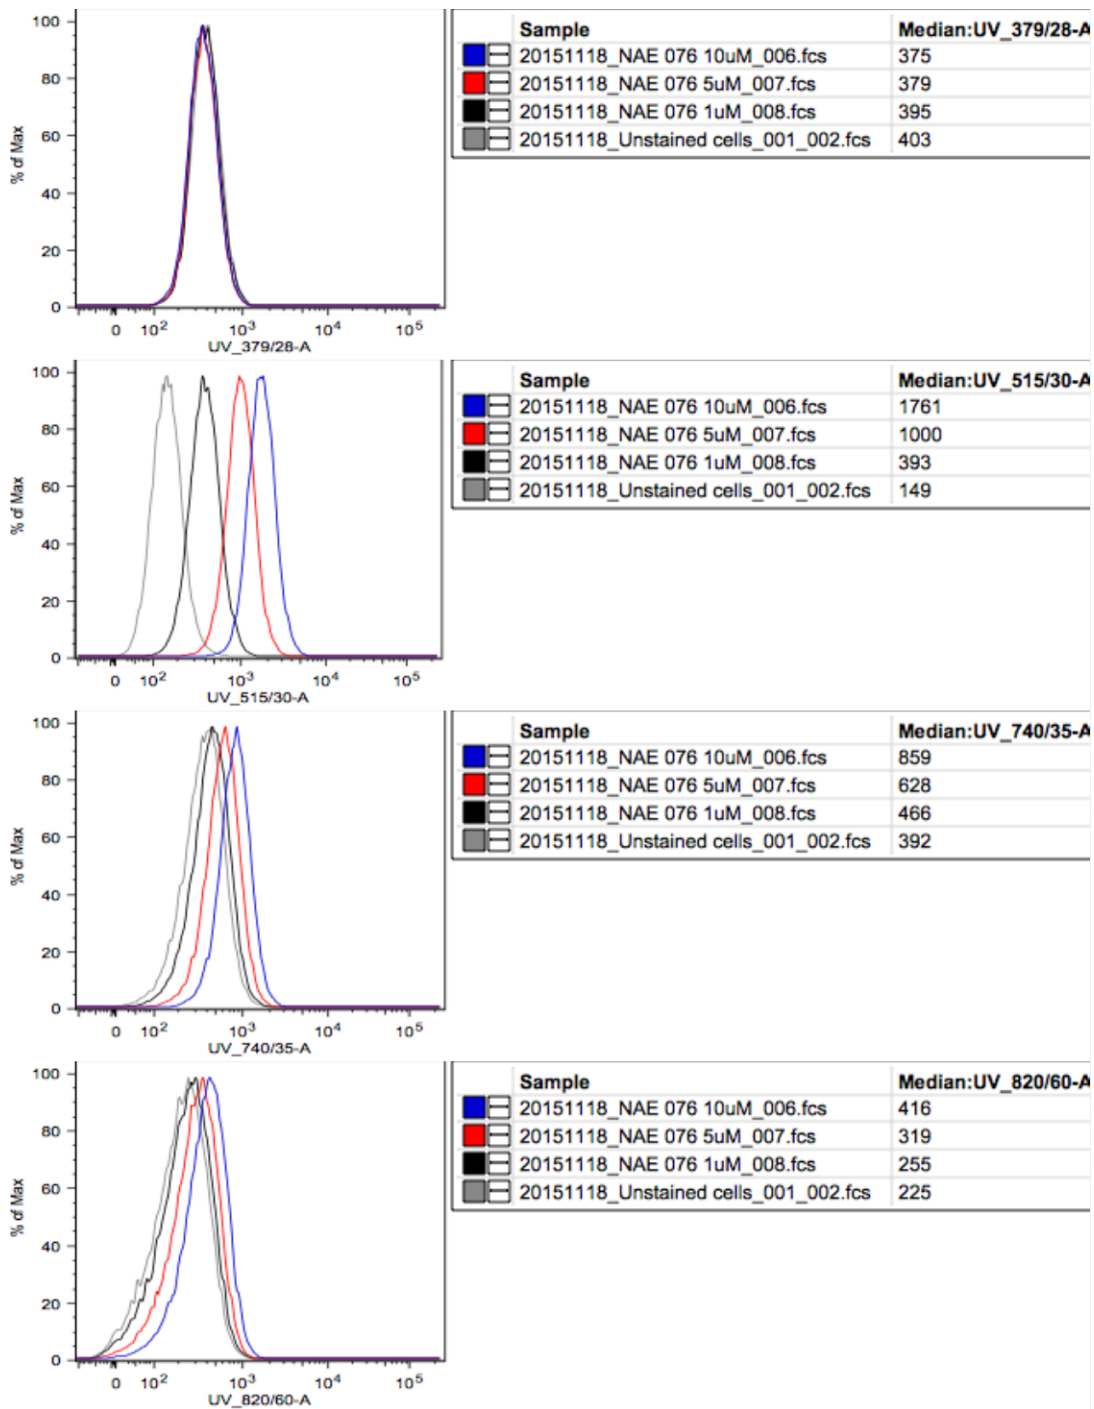 Sample Median:UV_379/28-A
20151118_NAE 076 10uM_006.fcs 375
20151118_NAE 076 5uM_007.fcs 379
20151118_NAE 076 1uM_008.fcs 395
20151118_Unstained cells_001_002.fcs 403
100
80
60
40
20
0
% of Max
0 10² 10³ 10⁴ 10⁵
UV_379/28-A
Sample Median:UV_515/30-A
20151118_NAE 076 10uM_006.fcs 1761
20151118_NAE 076 5uM_007.fcs 1000
20151118_NAE 076 1uM_008.fcs 393
20151118_Unstained cells_001_002.fcs 149
100
80
60
40
20
0
% of Max
0 10² 10³ 10⁴ 10⁵
UV_515/30-A
Sample Median:UV_740/35-A
20151118_NAE 076 10uM_006.fcs 859
20151118_NAE 076 5uM_007.fcs 628
20151118_NAE 076 1uM_008.fcs 466
20151118_Unstained cells_001_002.fcs 392
100
80
60
40
20
0
% of Max
0 10² 10³ 10⁴ 10⁵
UV_740/35-A
Sample Median:UV_820/60-A
20151118_NAE 076 10uM_006.fcs 416
20151118_NAE 076 5uM_007.fcs 319
20151118_NAE 076 1uM_008.fcs 255
20151118_Unstained cells_001_002.fcs 225
100
80
60
40
20
0
% of Max
0 10² 10³ 10⁴ 10⁵
UV_820/60-A